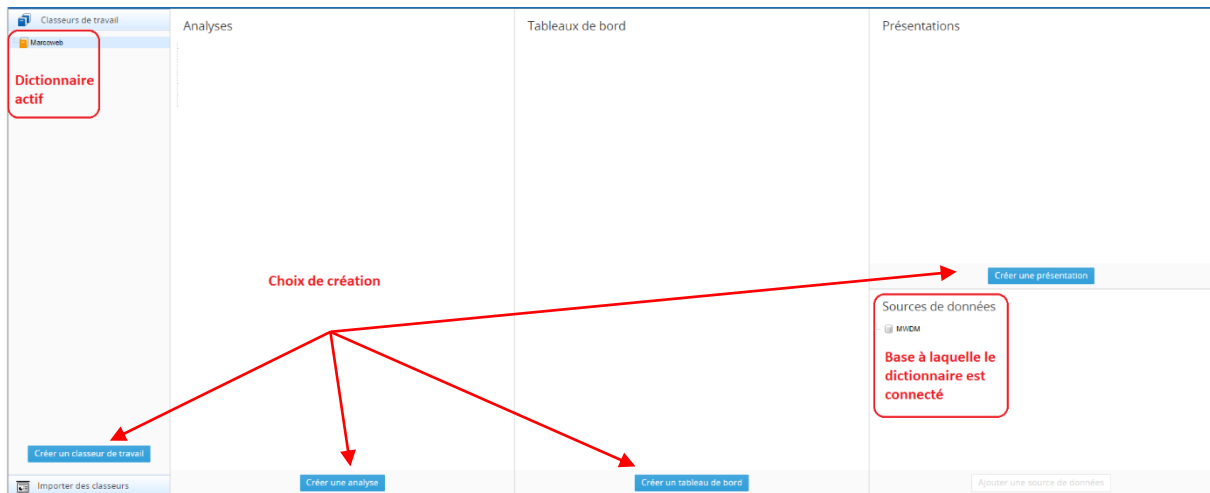 Classeurs de travail
Marcoweb
Dictionnaire
actif
Créer un classeur de travail
Importer des classeurs
Analyses
Choix de création
Créer une analyse
Tableaux de bord
Créer un tableau de bord
Présentations
Créer une présentation
Sources de données
MWDM
Base à laquelle le
dictionnaire est
connecté
Ajouter une source de données